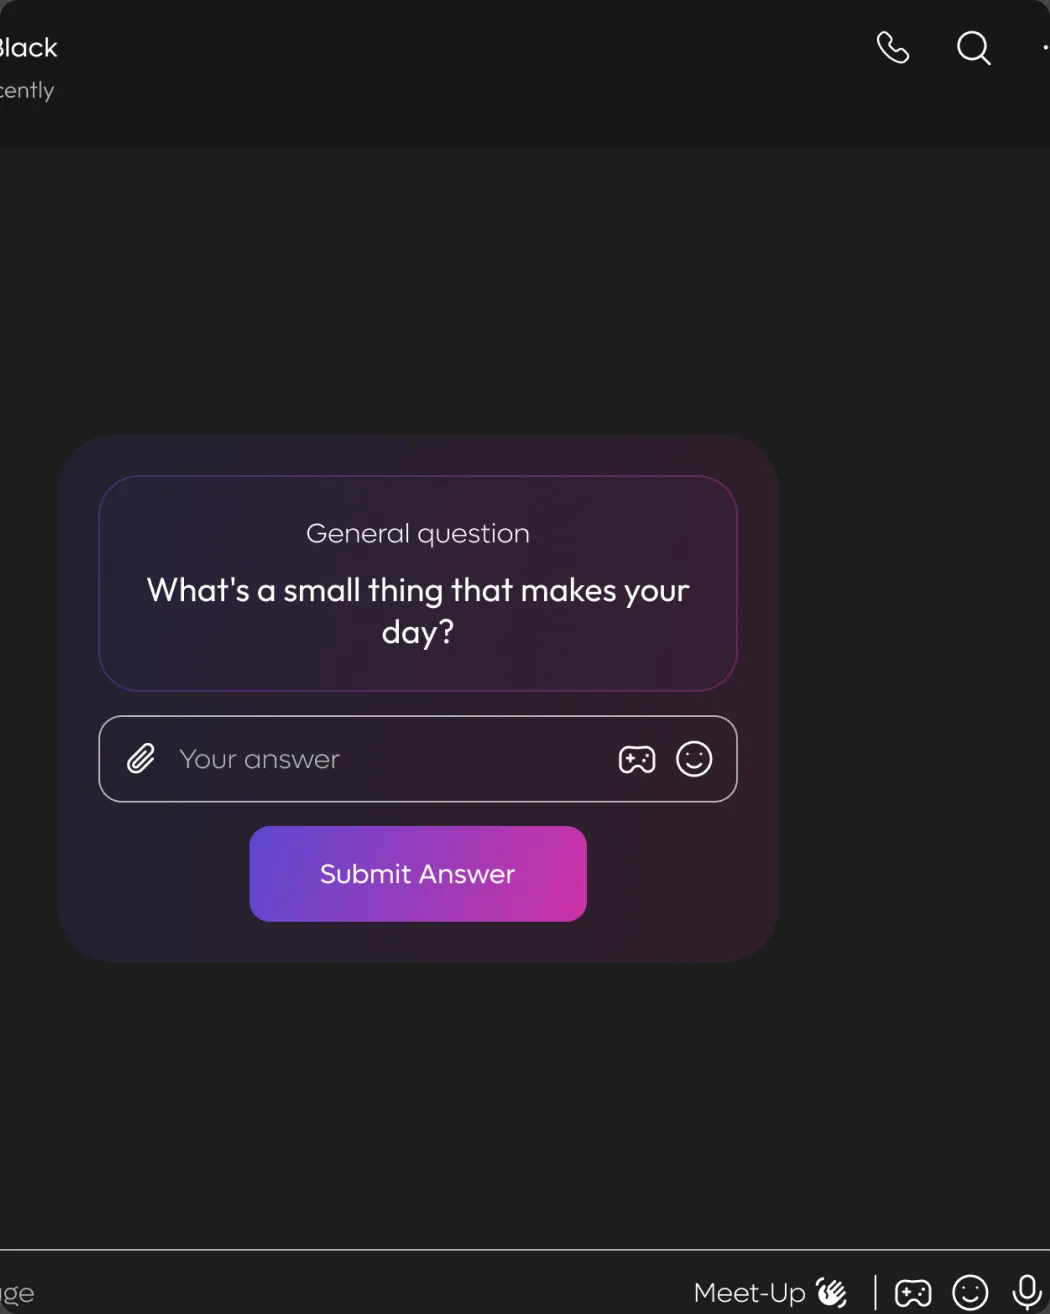 Black
cently
General question
What's a small thing that makes your
day?
Your answer
Submit Answer
ge
Meet-Up